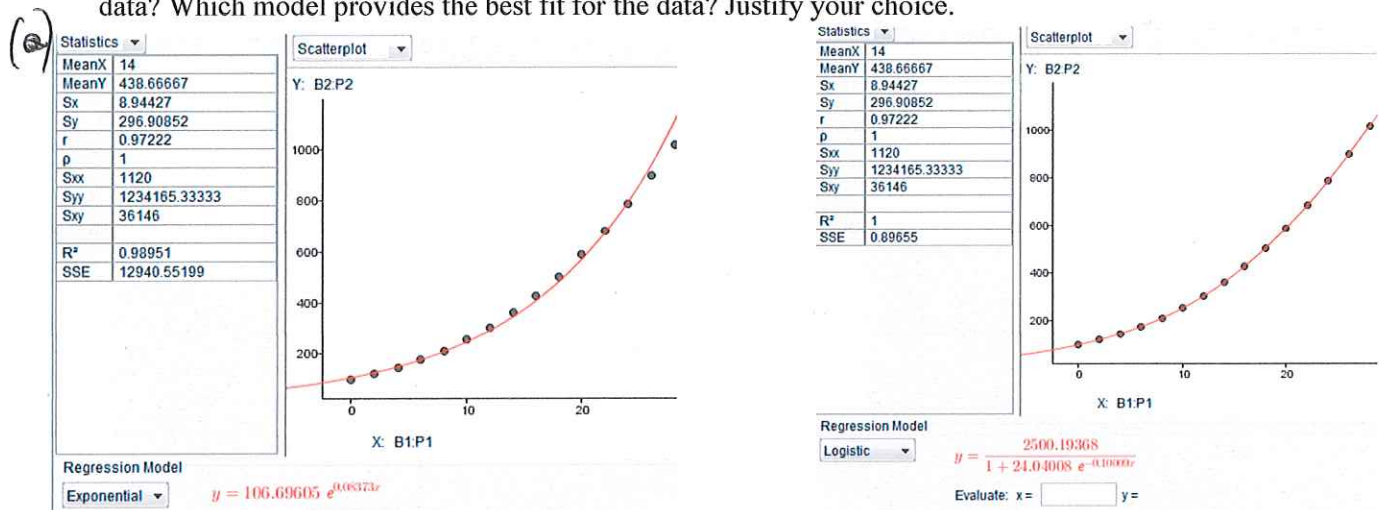 data? Which model provides the best fit for the data? Justify your choice.
(a)
Statistics
MeanX 14
MeanY 438.66667
Sx 8.94427
Sy 296.90852
r 0.97222
ρ 1
Sxx 1120
Syy 1234165.33333
Sxy 36146
R² 0.98951
SSE 12940.55199
Scatterplot
Y: B2:P2
1000
800
600
400
200
0 10 20
X: B1:P1
Regression Model
Exponential
y = 106.69605 e^0.08373x
Statistics
MeanX 14
MeanY 438.66667
Sx 8.94427
Sy 296.90852
r 0.97222
ρ 1
Sxx 1120
Syy 1234165.33333
Sxy 36146
R² 1
SSE 0.89655
Scatterplot
Y: B2:P2
1000
800
600
400
200
0 10 20
X: B1:P1
Regression Model
Logistic
y = 2500.19368
1 + 24.04008 e
Evaluate: x = y =